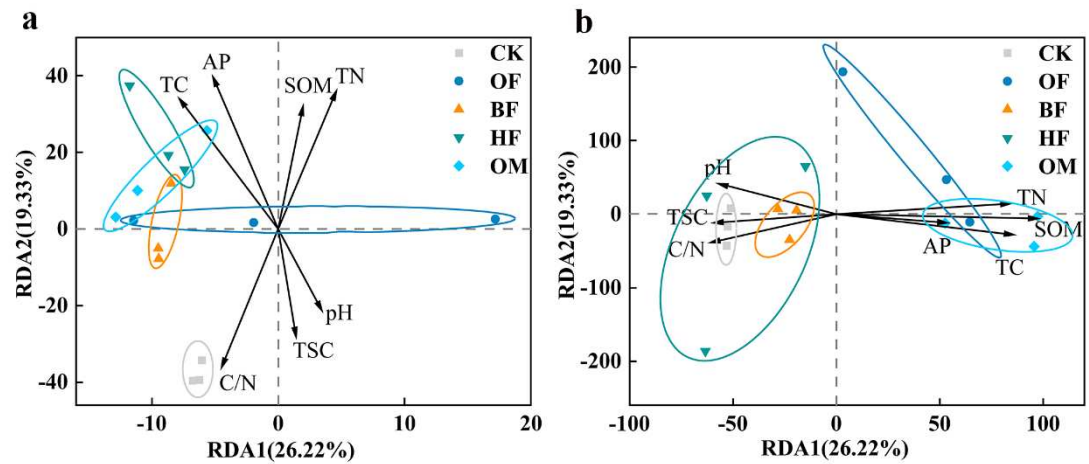 a
CK
OF
BF
HF
OM
AP
TC
SOM
TN
pH
TSC
C/N
40
20
0
-20
-40
RDA2(19.33%)
-10
0
10
20
RDA1(26.22%)
b
CK
OF
BF
HF
OM
pH
TSC
C/N
TN
SOM
AP
TC
200
100
0
-100
-200
RDA2(19.33%)
-100
-50
0
50
100
RDA1(26.22%)